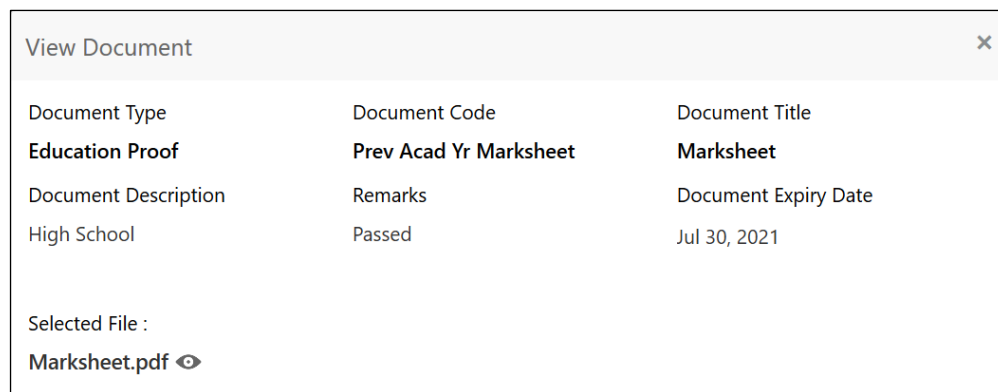 View Document ×
Document Type Document Code Document Title
Education Proof Prev Acad Yr Marksheet Marksheet
Document Description Remarks Document Expiry Date
High School Passed Jul 30, 2021
Selected File :
Marksheet.pdf